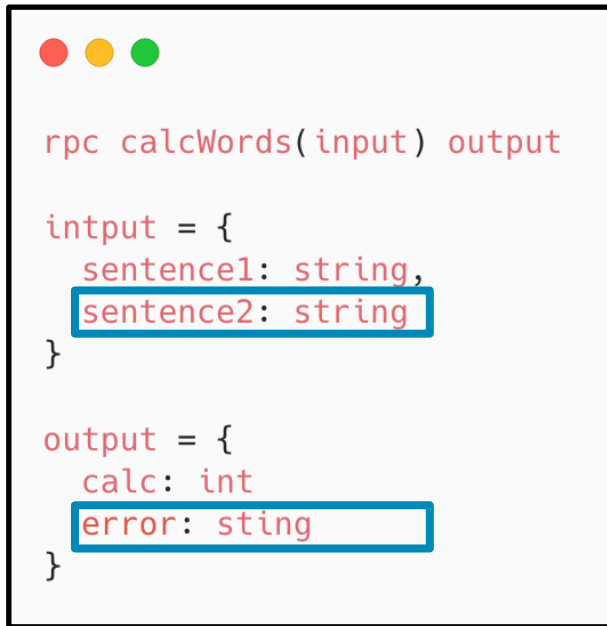 rpc calcWords(input) output
intput = {
sentence1: string,
sentence2: string
}
output = {
calc: int
error: sting
}